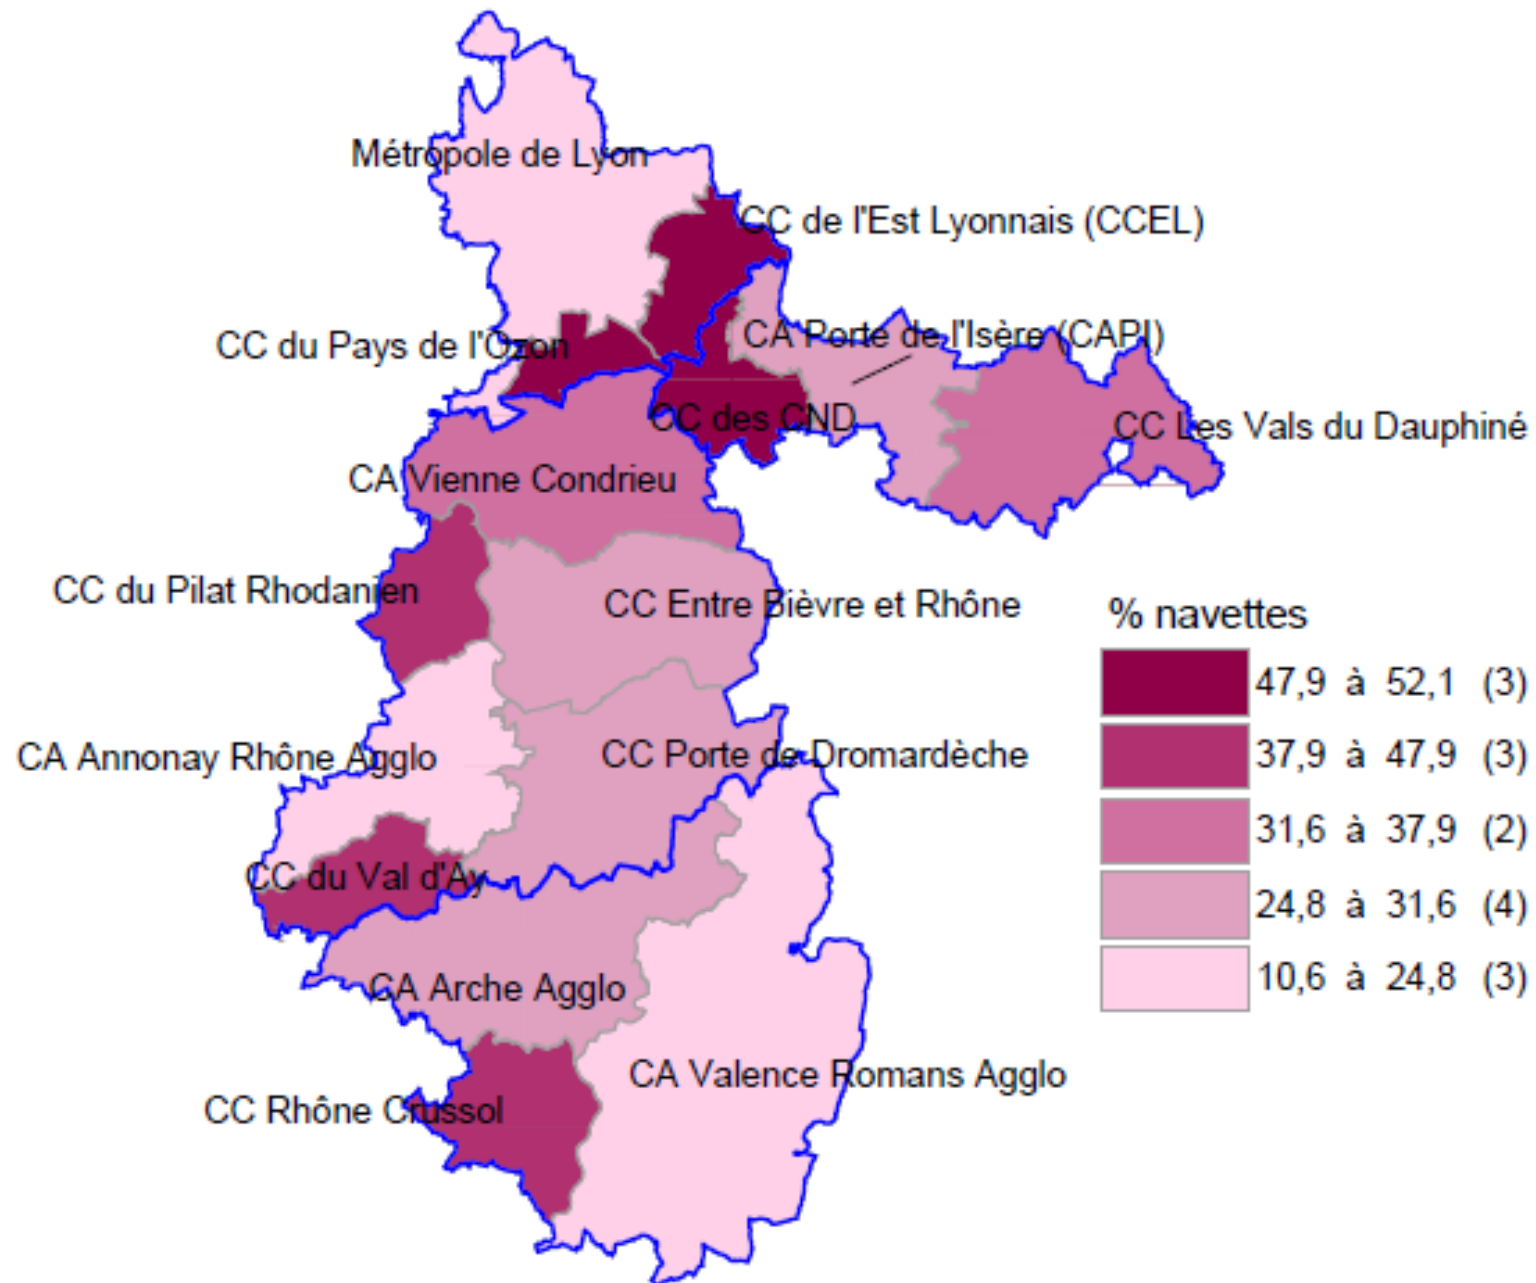 Métropole de Lyon
CC de l'Est Lyonnais (CCEL)
CC du Pays de l'Ozon
CA Porte de l'Isère (CAPI)
CC des CND
CC Les Vals du Dauphiné
CA Vienne Condrieu
CC du Pilat Rhodanien
CC Entre Bièvre et Rhône
CA Annonay Rhône Agglo
CC Porte de Dromardèche
CC du Val d'Ay
CA Arche Agglo
CA Valence Romans Agglo
CC Rhône Crussol
% navettes
47,9 à 52,1 (3)
37,9 à 47,9 (3)
31,6 à 37,9 (2)
24,8 à 31,6 (4)
10,6 à 24,8 (3)